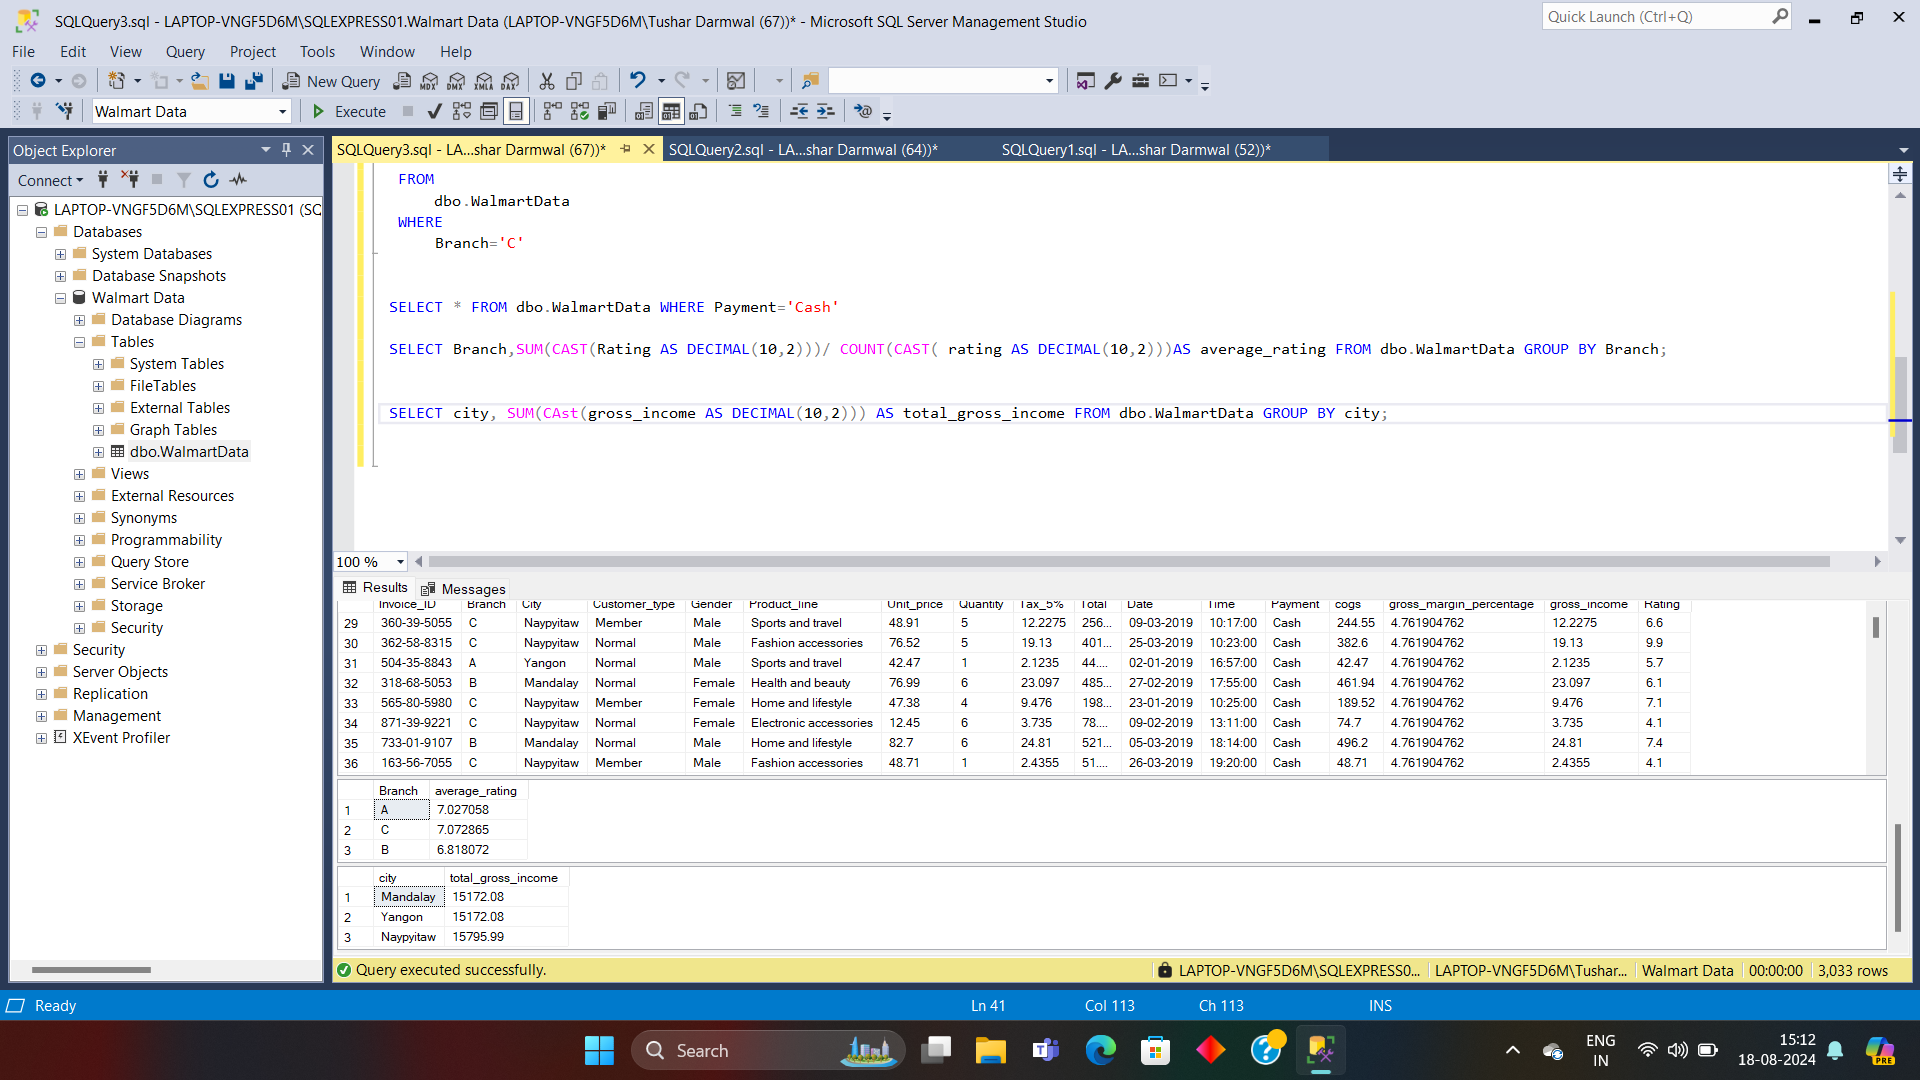 SQLQuery3.sql - LAPTOP-VNGF5D6M\SQLEXPRESS01.Walmart Data (LAPTOP-VNGF5D6M\Tushar Darmwal (67))* - Microsoft SQL Server Management Studio
Quick Launch (Ctrl+Q)
File Edit View Query Project Tools Window Help
New Query MDX DMX XMLA DAX
Walmart Data Execute
Object Explorer
SQLQuery3.sql - LA...shar Darmwal (67))* SQLQuery2.sql - LA...shar Darmwal (64))* SQLQuery1.sql - LA...shar Darmwal (52))*
Connect
LAPTOP-VNGF5D6M\SQLEXPRESS01 (SQ
Databases
System Databases
Database Snapshots
Walmart Data
Database Diagrams
Tables
System Tables
FileTables
External Tables
Graph Tables
dbo.WalmartData
Views
External Resources
Synonyms
Programmability
Query Store
Service Broker
Storage
Security
Security
Server Objects
Replication
Management
XEvent Profiler
FROM
dbo.WalmartData
WHERE
Branch='C'
SELECT * FROM dbo.WalmartData WHERE Payment='Cash'
SELECT Branch,SUM(CAST(Rating AS DECIMAL(10,2)))/ COUNT(CAST( rating AS DECIMAL(10,2)))AS average_rating FROM dbo.WalmartData GROUP BY Branch;
SELECT city, SUM(CAst(gross_income AS DECIMAL(10,2))) AS total_gross_income FROM dbo.WalmartData GROUP BY city;
100 %
Results Messages
Invoice_ID Branch City Customer_type Gender Product_line Unit_price Quantity Tax_5% Total Date Time Payment cogs gross_margin_percentage gross_income Rating
29 360-39-5055 C Naypyitaw Member Male Sports and travel 48.91 5 12.2275 256... 09-03-2019 10:17:00 Cash 244.55 4.761904762 12.2275 6.6
30 362-58-8315 C Naypyitaw Normal Male Fashion accessories 76.52 5 19.13 401... 25-03-2019 10:23:00 Cash 382.6 4.761904762 19.13 9.9
31 504-35-8843 A Yangon Normal Male Sports and travel 42.47 1 2.1235 44.... 02-01-2019 16:57:00 Cash 42.47 4.761904762 2.1235 5.7
32 318-68-5053 B Mandalay Normal Female Health and beauty 76.99 6 23.097 485... 27-02-2019 17:55:00 Cash 461.94 4.761904762 23.097 6.1
33 565-80-5980 C Naypyitaw Member Female Home and lifestyle 47.38 4 9.476 198... 23-01-2019 10:25:00 Cash 189.52 4.761904762 9.476 7.1
34 871-39-9221 C Naypyitaw Normal Female Electronic accessories 12.45 6 3.735 78.... 09-02-2019 13:11:00 Cash 74.7 4.761904762 3.735 4.1
35 733-01-9107 B Mandalay Normal Male Home and lifestyle 82.7 6 24.81 521... 05-03-2019 18:14:00 Cash 496.2 4.761904762 24.81 7.4
36 163-56-7055 C Naypyitaw Member Male Fashion accessories 48.71 1 2.4355 51.... 26-03-2019 19:20:00 Cash 48.71 4.761904762 2.4355 4.1
Branch average_rating
1 A 7.027058
2 C 7.072865
3 B 6.818072
city total_gross_income
1 Mandalay 15172.08
2 Yangon 15172.08
3 Naypyitaw 15795.99
Query executed successfully. LAPTOP-VNGF5D6M\SQLEXPRESS0... LAPTOP-VNGF5D6M\Tushar... Walmart Data 00:00:00 3,033 rows
Ready Ln 41 Col 113 Ch 113 INS
Search
ENG
IN
15:12
18-08-2024
PRE